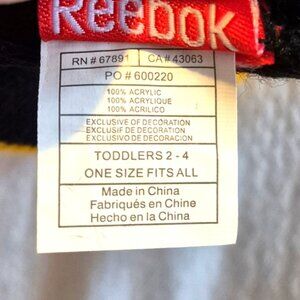 Reebok
RN # 67891 CA # 43063
PO # 600220
100% ACRYLIC
100% ACRYLIQUE
100% ACRILICO
EXCLUSIVE OF DECORATION
EXCLUSIF DE DECORATION
EXCLUSIVO DE DECORACION
TODDLERS 2 - 4
ONE SIZE FITS ALL
Made in China
Fabriqués en Chine
Hecho en la China